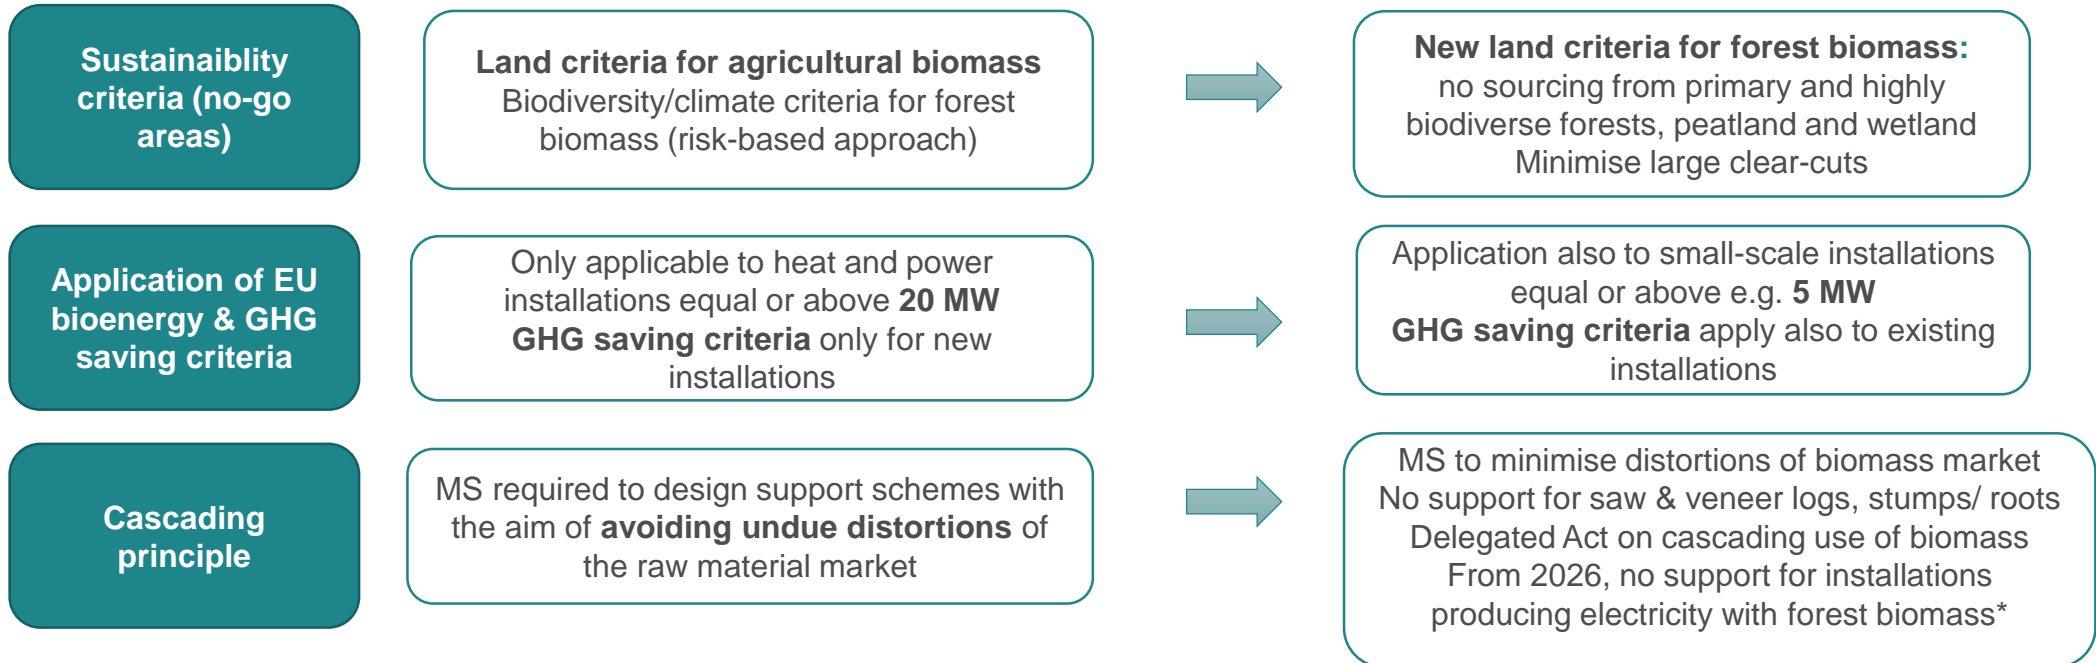 Sustainaiblity
criteria (no-go
areas)
Land criteria for agricultural biomass
Biodiversity/climate criteria for forest
biomass (risk-based approach)
New land criteria for forest biomass:
no sourcing from primary and highly
biodiverse forests, peatland and wetland
Minimise large clear-cuts
Application of EU
bioenergy & GHG
saving criteria
Only applicable to heat and power
installations equal or above 20 MW
GHG saving criteria only for new
installations
Application also to small-scale installations
equal or above e.g. 5 MW
GHG saving criteria apply also to existing
installations
Cascading
principle
MS required to design support schemes with
the aim of avoiding undue distortions of
the raw material market
MS to minimise distortions of biomass market
No support for saw & veneer logs, stumps/ roots
Delegated Act on cascading use of biomass
From 2026, no support for installations
producing electricity with forest biomass*